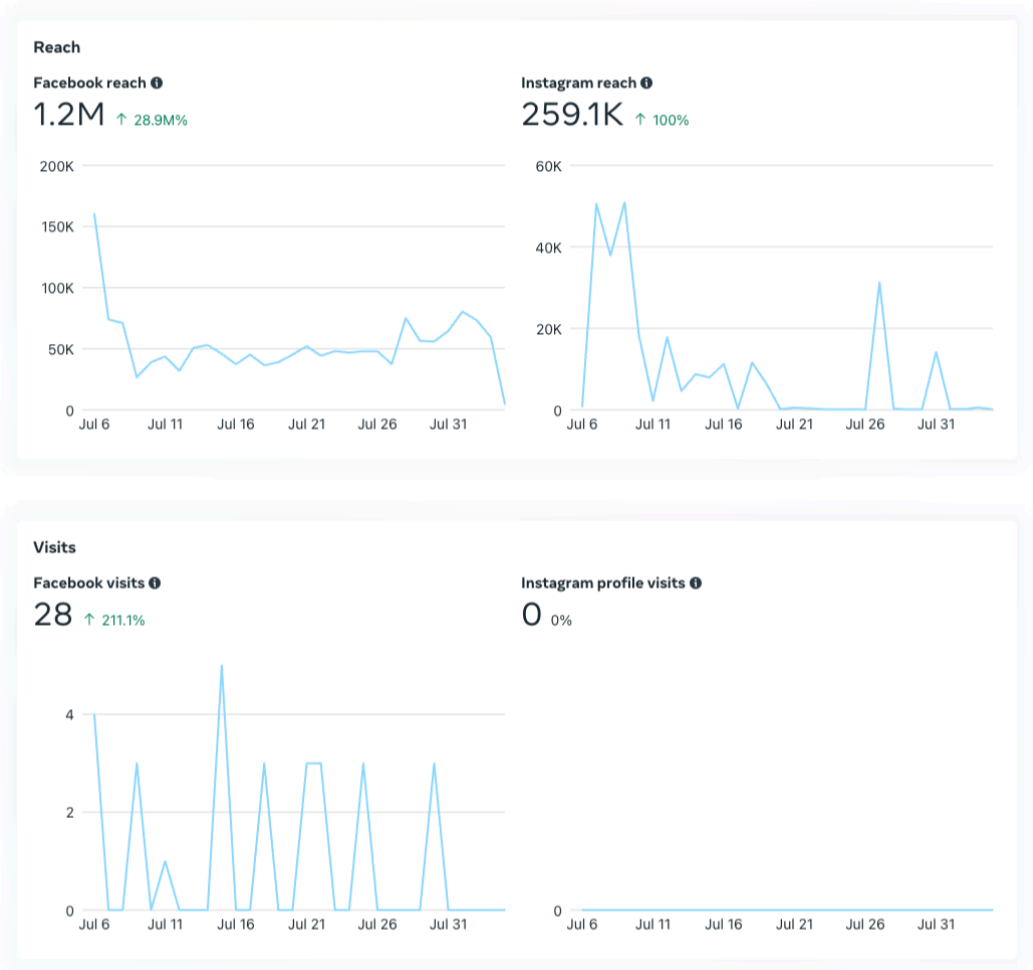 Reach
Facebook reach
1.2M ↑ 28.9M%
200K
150K
100K
50K
0
Jul 6 Jul 11 Jul 16 Jul 21 Jul 26 Jul 31
Instagram reach
259.1K ↑ 100%
60K
40K
20K
0
Jul 6 Jul 11 Jul 16 Jul 21 Jul 26 Jul 31
Visits
Facebook visits
28 ↑ 211.1%
4
2
0
Jul 6 Jul 11 Jul 16 Jul 21 Jul 26 Jul 31
Instagram profile visits
0 0%
0
Jul 6 Jul 11 Jul 16 Jul 21 Jul 26 Jul 31